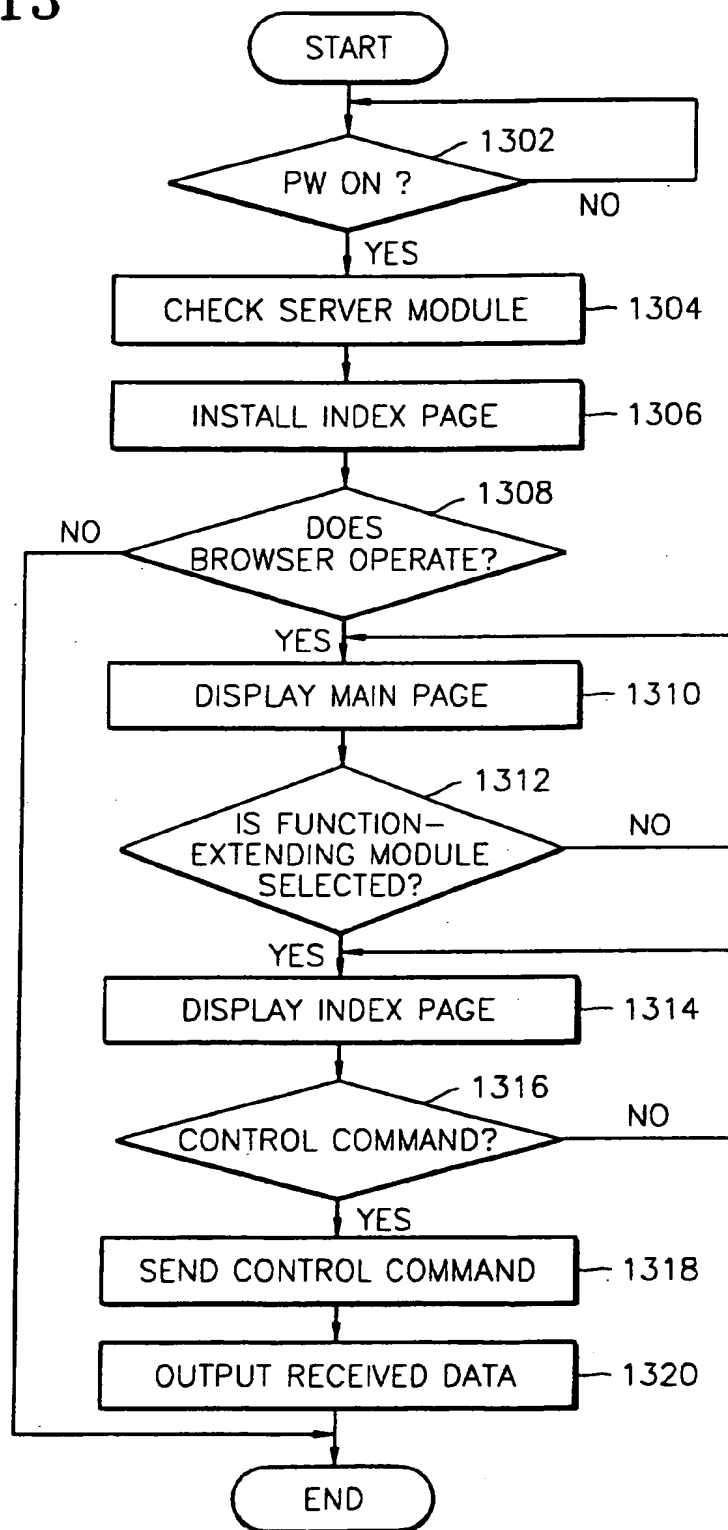 13
START
1302
PW ON ?
NO
YES
CHECK SERVER MODULE
1304
INSTALL INDEX PAGE
1306
1308
NO
DOES
BROWSER OPERATE?
YES
DISPLAY MAIN PAGE
1310
1312
IS FUNCTION–
EXTENDING MODULE
SELECTED?
NO
YES
DISPLAY INDEX PAGE
1314
1316
CONTROL COMMAND?
NO
YES
SEND CONTROL COMMAND
1318
OUTPUT RECEIVED DATA
1320
END